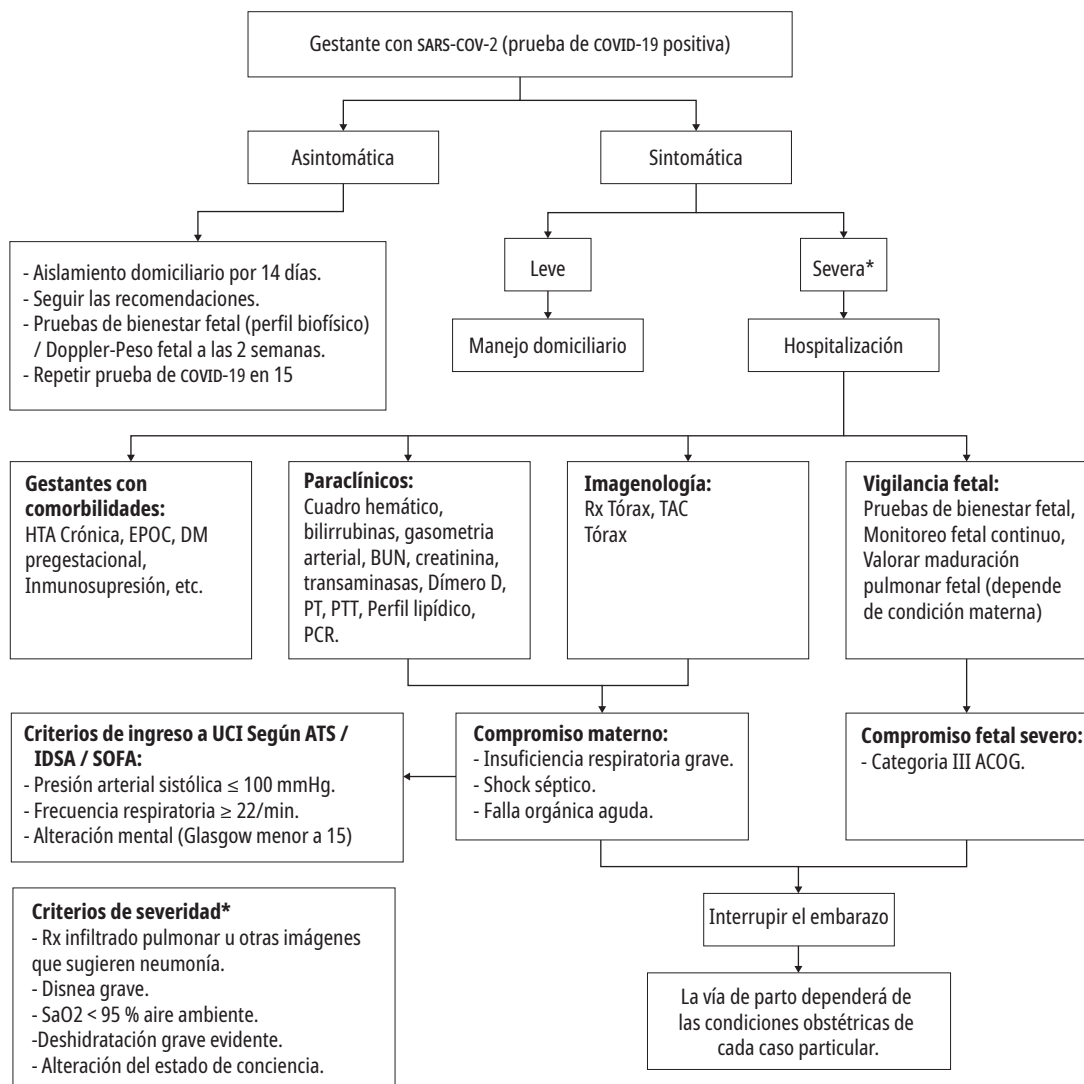 Gestante con SARS-COV-2 (prueba de COVID-19 positiva)
Asintomática
Sintomática
- Aislamiento domiciliario por 14 días.
- Seguir las recomendaciones.
- Pruebas de bienestar fetal (perfil biofísico)
/ Doppler-Peso fetal a las 2 semanas.
- Repetir prueba de COVID-19 en 15
Leve
Severa*
Manejo domiciliario
Hospitalización
Gestantes con
comorbilidades:
HTA Crónica, EPOC, DM
pregestacional,
Inmunosupresión, etc.
Paraclínicos:
Cuadro hemático,
bilirrubinas, gasometria
arterial, BUN, creatinina,
transaminasas, Dímero D,
PT, PTT, Perfil lipídico,
PCR.
Imagenología:
Rx Tórax, TAC
Tórax
Vigilancia fetal:
Pruebas de bienestar fetal,
Monitoreo fetal continuo,
Valorar maduración
pulmonar fetal (depende
de condición materna)
Criterios de ingreso a UCI Según ATS /
IDSA / SOFA:
- Presión arterial sistólica ≤ 100 mmHg.
- Frecuencia respiratoria ≥ 22/min.
- Alteración mental (Glasgow menor a 15)
Compromiso materno:
- Insuficiencia respiratoria grave.
- Shock séptico.
- Falla orgánica aguda.
Compromiso fetal severo:
- Categoria III ACOG.
Criterios de severidad*
- Rx infiltrado pulmonar u otras imágenes
que sugieren neumonía.
- Disnea grave.
- SaO2 < 95 % aire ambiente.
-Deshidratación grave evidente.
- Alteración del estado de conciencia.
Interrumpir el embarazo
La vía de parto dependerá de
las condiciones obstétricas de
cada caso particular.